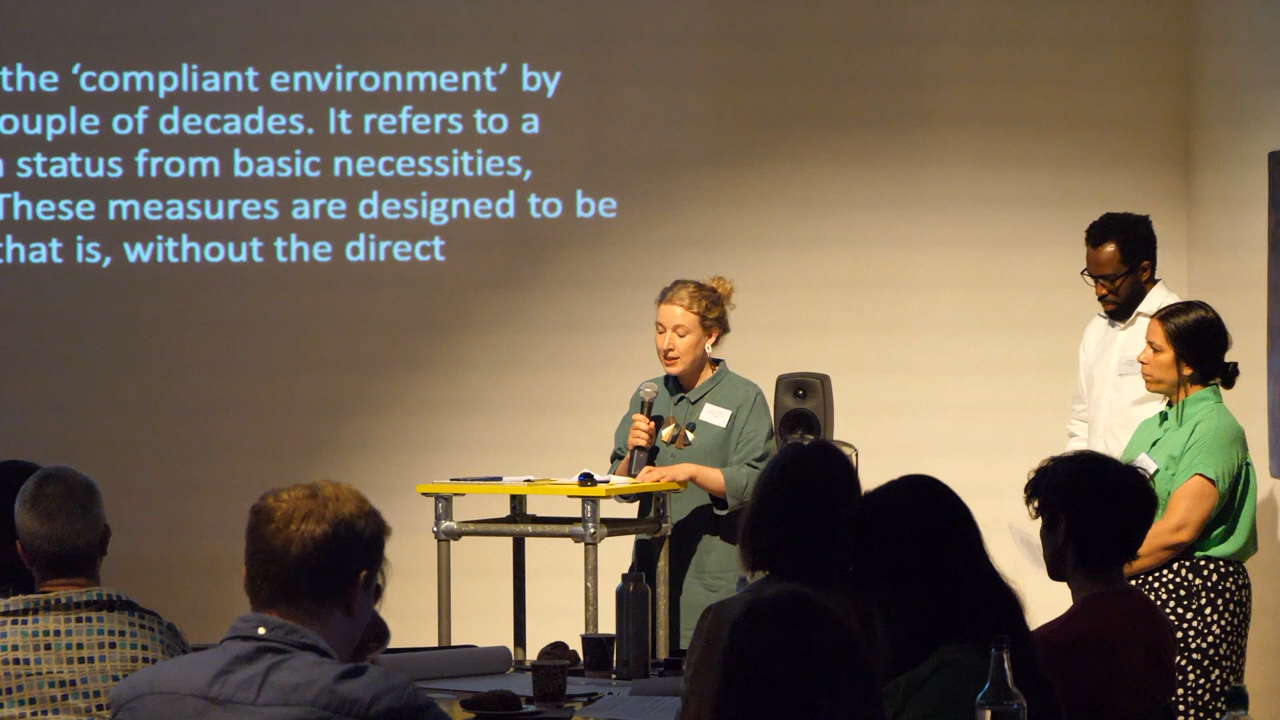 the ‘compliant environment’ by
ouple of decades. It refers to a
status from basic necessities,
These measures are designed to be
that is, without the direct